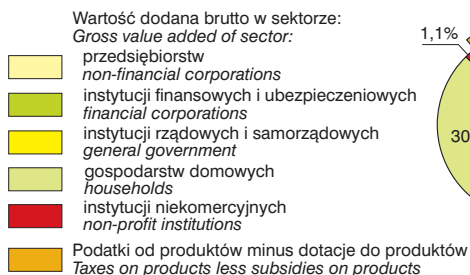 Wartość dodana brutto w sektorze:
Gross value added of sector:
przedsiębiorstw
non-financial corporations
instytucji finansowych i ubezpieczeniowych
financial corporations
instytucji rządowych i samorządowych
general government
gospodarstw domowych
households
instytucji niekomercyjnych
non-profit institutions
Podatki od produktów minus dotacje do produktów
Taxes on products less subsidies on products
1,1%
30